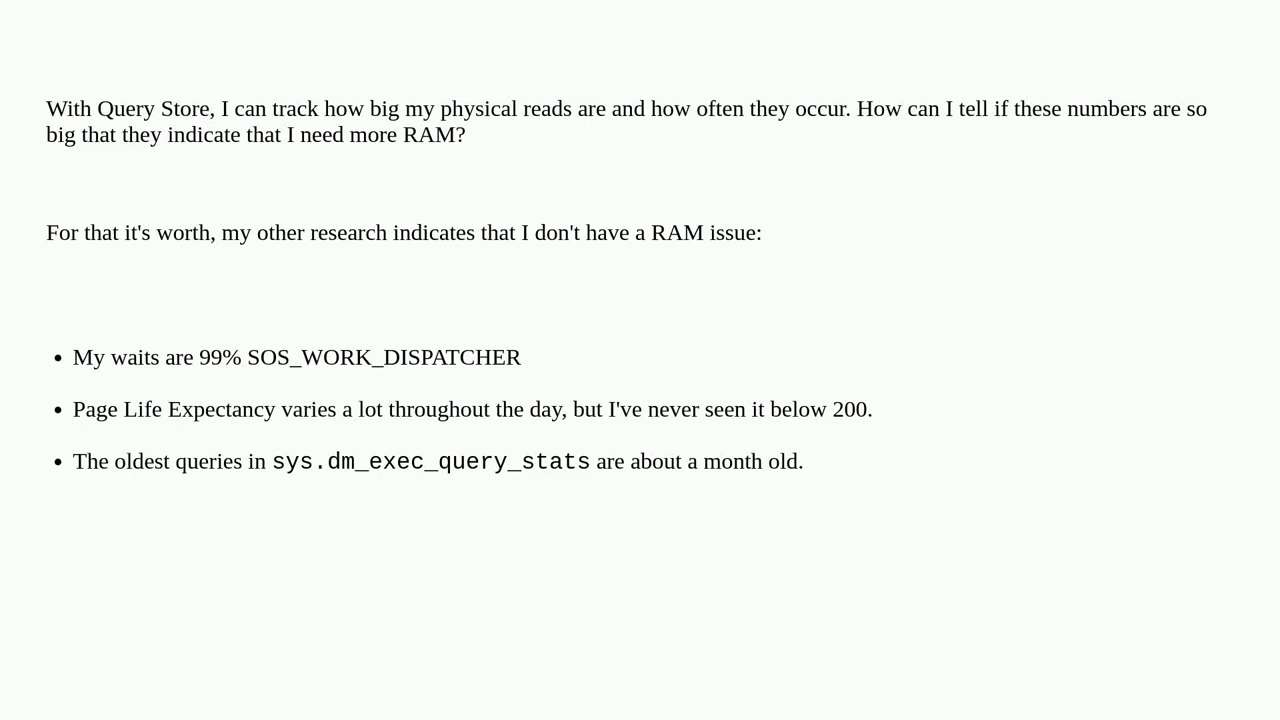 With Query Store, I can track how big my physical reads are and how often they occur. How can I tell if these numbers are so
big that they indicate that I need more RAM?
For that it's worth, my other research indicates that I don't have a RAM issue:
• My waits are 99% SOS_WORK_DISPATCHER
• Page Life Expectancy varies a lot throughout the day, but I've never seen it below 200.
• The oldest queries in sys.dm_exec_query_stats are about a month old.